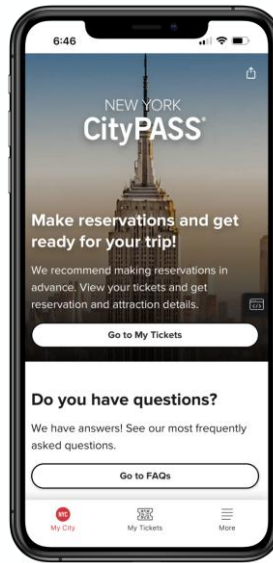 6:46
NEW YORK
CityPASS®
Make reservations and get
ready for your trip!
We recommend making reservations in
advance. View your tickets and get
reservation and attraction details.
Go to My Tickets
Do you have questions?
We have answers! See our most frequently
asked questions.
Go to FAQs
NYC
My City
My Tickets
More